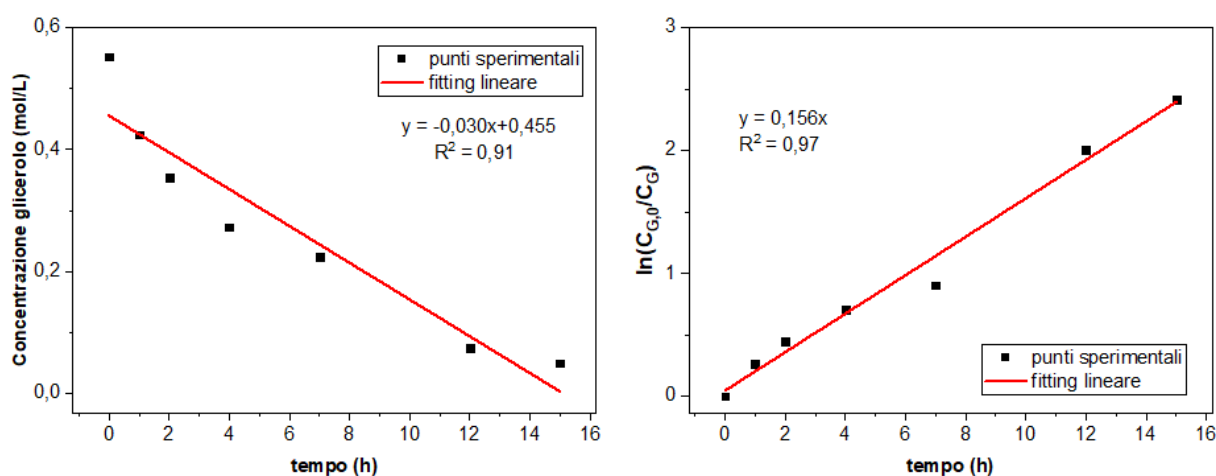 Concentrazione glicerolo (mol/L)
0,6
0,4
0,2
0,0
punti sperimentali
fitting lineare
y = -0,030x+0,455
R² = 0,91
0 2 4 6 8 10 12 14 16
tempo (h)
ln(C_G,0/C_G)
3
2
1
0
y = 0,156x
R² = 0,97
punti sperimentali
fitting lineare
0 2 4 6 8 10 12 14 16
tempo (h)